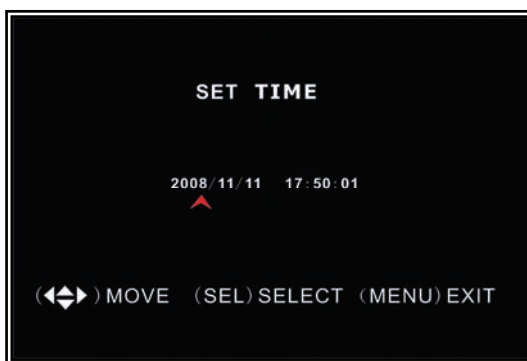 SET TIME
2008/11/11 17:50:01
(◀◆▶) MOVE (SEL) SELECT (MENU) EXIT